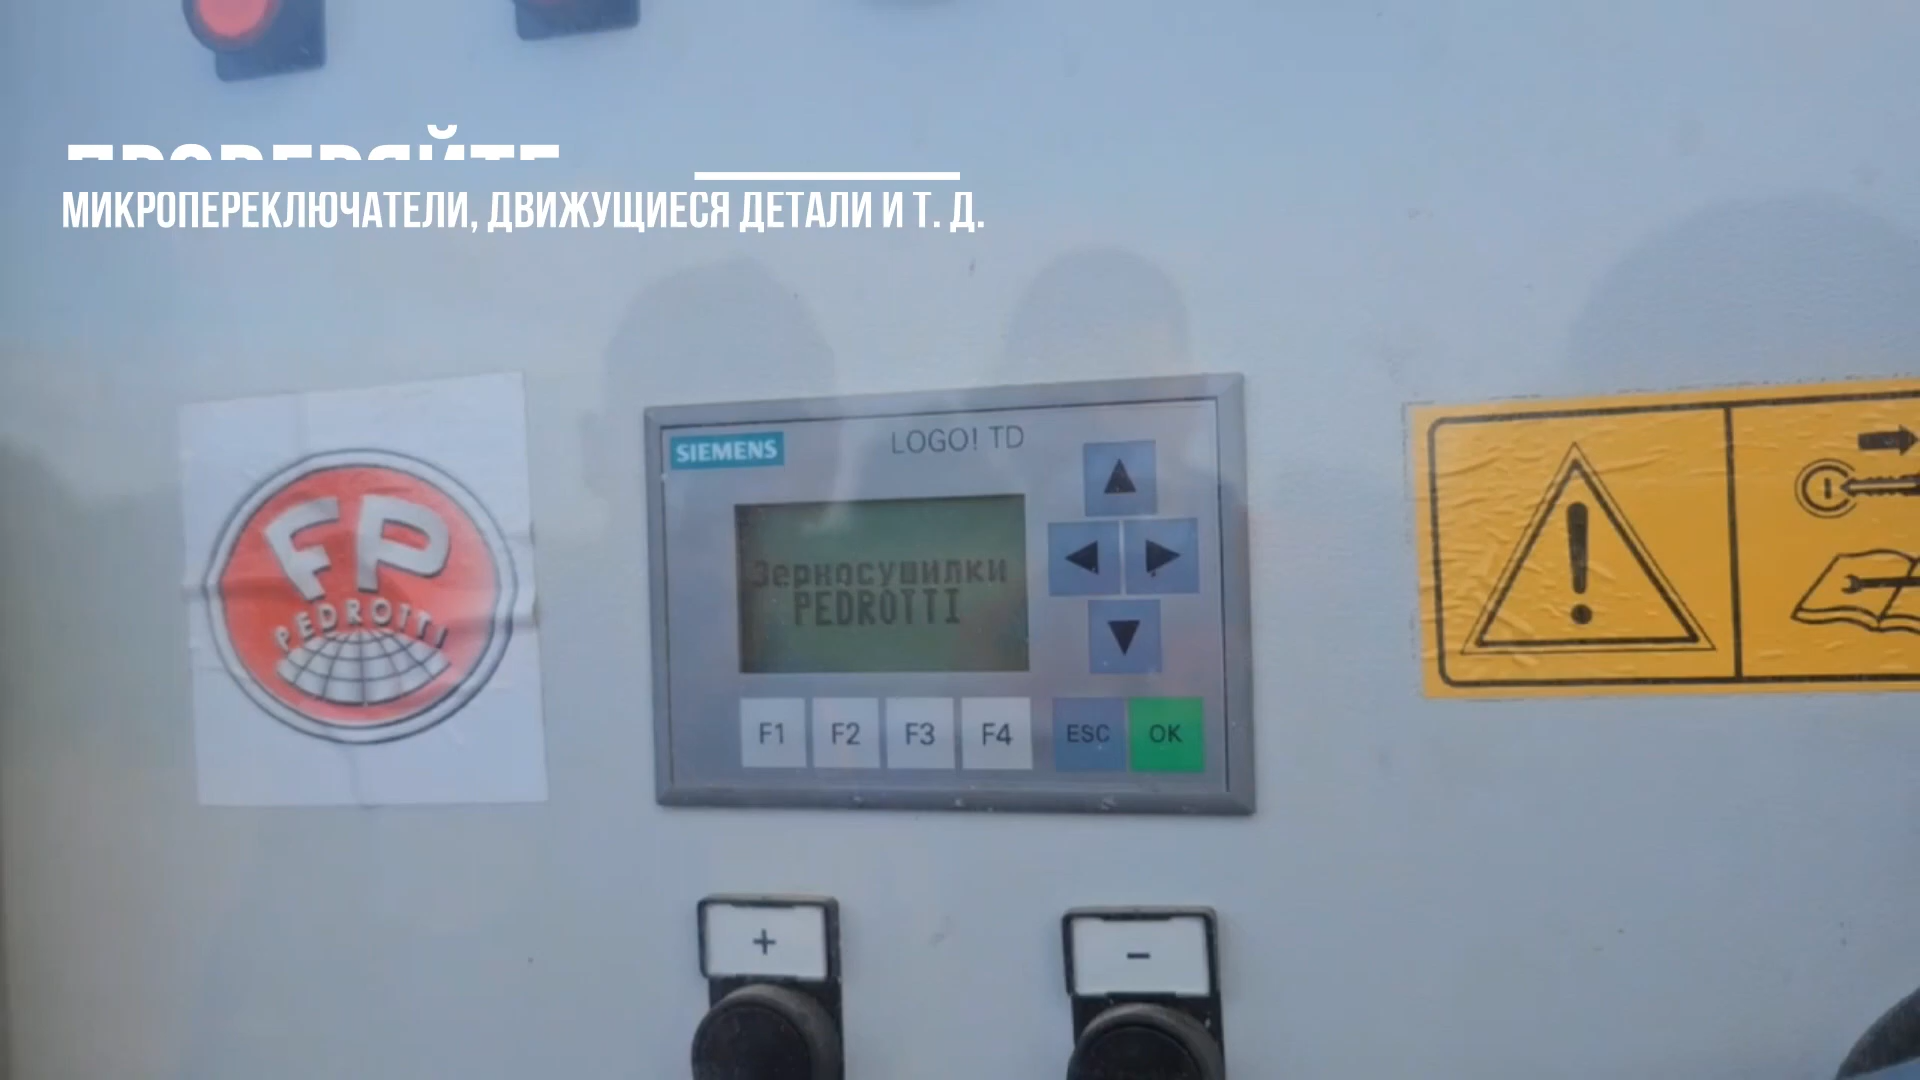 ПРОВЕРЯЙТЕ
МИКРОПЕРЕКЛЮЧАТЕЛИ, ДВИЖУЩИЕСЯ ДЕТАЛИ И Т. Д.
SIEMENS
LOGO! TD
FP
PEDROTTI
Зерносушилки
PEDROTTI
F1 F2 F3 F4 ESC OK
+
-